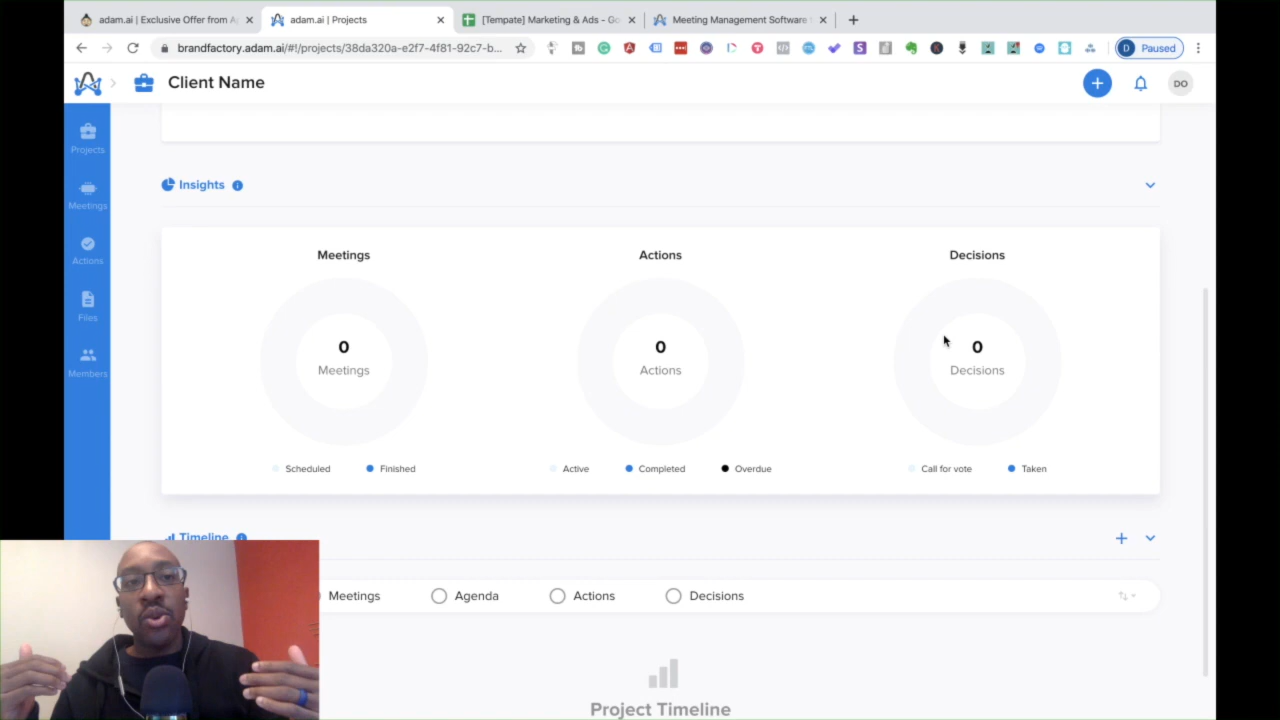 adam.ai | Exclusive Offer from A
adam.ai | Projects
[Tempate] Marketing & Ads - Go
Meeting Management Software
brandfactory.adam.ai/#!/projects/38da320a-e2f7-4f81-92c7-b...
D Paused
Client Name
DO
Projects
Meetings
Actions
Files
Members
Insights
Meetings
0
Meetings
Scheduled
Finished
Actions
0
Actions
Active
Completed
Overdue
Decisions
0
Decisions
Call for vote
Taken
Timeline
Meetings
Agenda
Actions
Decisions
Project Timeline